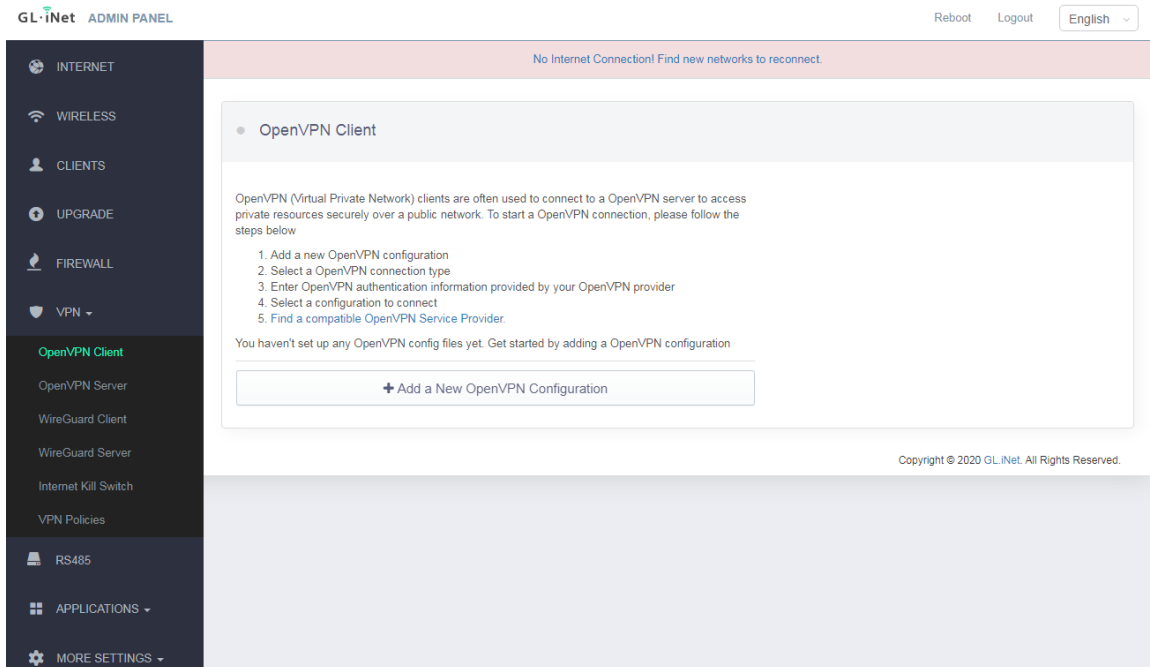 GL·iNet ADMIN PANEL
Reboot Logout English
INTERNET
WIRELESS
CLIENTS
UPGRADE
FIREWALL
VPN
OpenVPN Client
OpenVPN Server
WireGuard Client
WireGuard Server
Internet Kill Switch
VPN Policies
RS485
APPLICATIONS
MORE SETTINGS
No Internet Connection! Find new networks to reconnect.
OpenVPN Client
OpenVPN (Virtual Private Network) clients are often used to connect to a OpenVPN server to access
private resources securely over a public network. To start a OpenVPN connection, please follow the
steps below
1. Add a new OpenVPN configuration
2. Select a OpenVPN connection type
3. Enter OpenVPN authentication information provided by your OpenVPN provider
4. Select a configuration to connect
5. Find a compatible OpenVPN Service Provider.
You haven't set up any OpenVPN config files yet. Get started by adding a OpenVPN configuration
+ Add a New OpenVPN Configuration
Copyright © 2020 GL.iNet. All Rights Reserved.